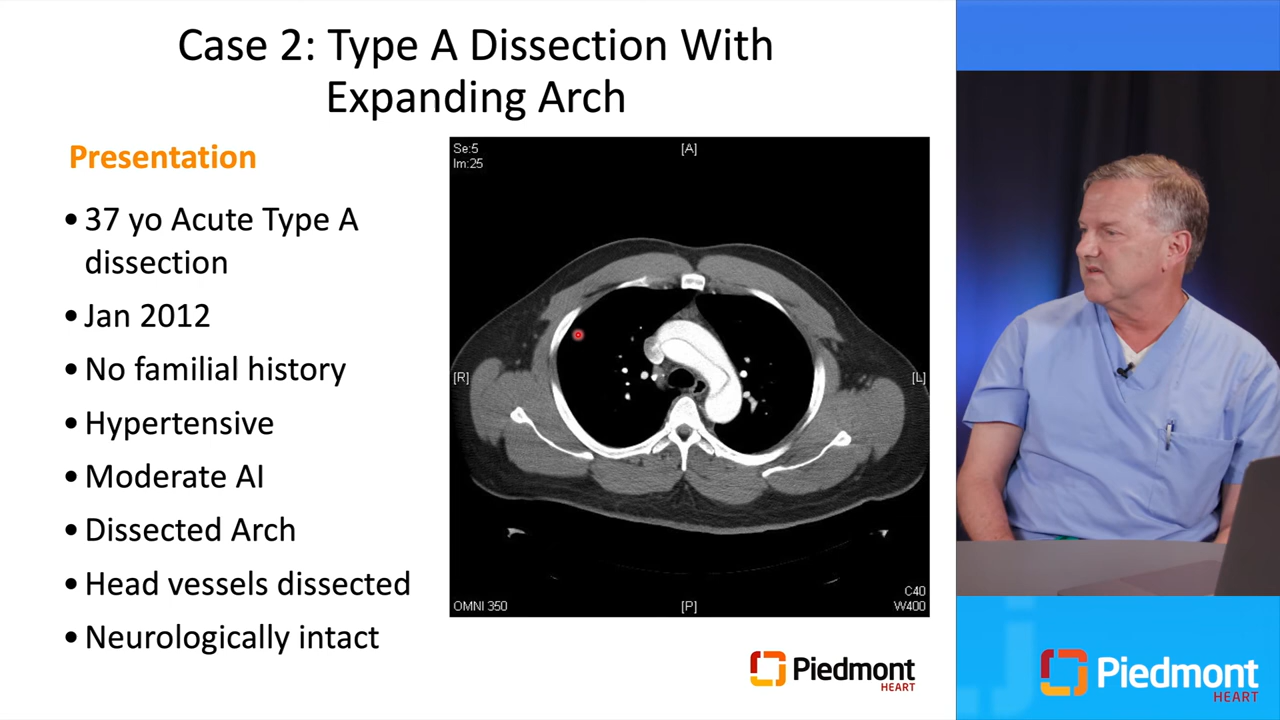 Case 2: Type A Dissection With
Expanding Arch
Presentation
• 37 yo Acute Type A
dissection
• Jan 2012
• No familial history
• Hypertensive
• Moderate AI
• Dissected Arch
• Head vessels dissected
• Neurologically intact
Se:5
Im:25
[A]
[R]
[L]
OMNI 350
[P]
C40
W400
Piedmont
HEART
Piedmont
HEART